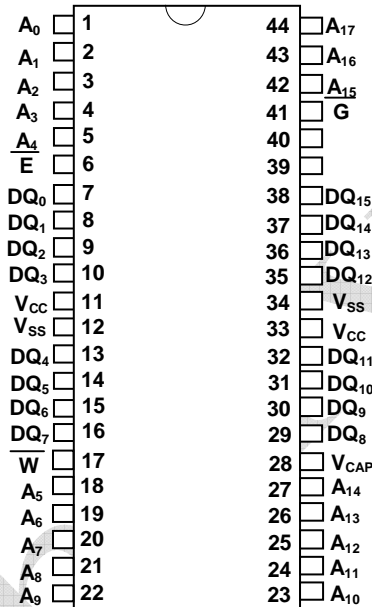 A0 1 44 A17
A1 2 43 A16
A2 3 42 A15
A3 4 41 G
A4 5 40
E 6 39
DQ0 7 38 DQ15
DQ1 8 37 DQ14
DQ2 9 36 DQ13
DQ3 10 35 DQ12
VCC 11 34 VSS
VSS 12 33 VCC
DQ4 13 32 DQ11
DQ5 14 31 DQ10
DQ6 15 30 DQ9
DQ7 16 29 DQ8
W 17 28 VCAP
A5 18 27 A14
A6 19 26 A13
A7 20 25 A12
A8 21 24 A11
A9 22 23 A10